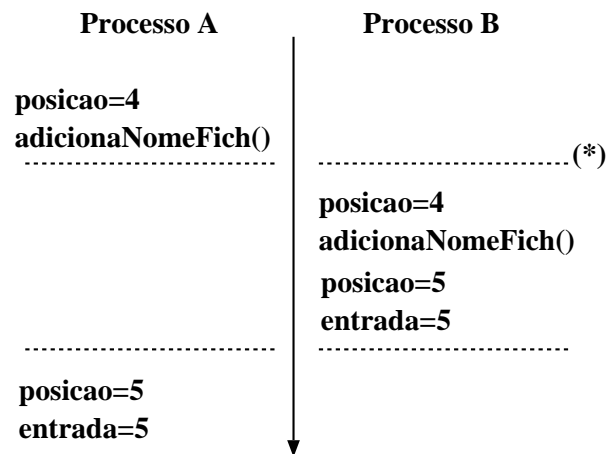 Processo A Processo B
posicao=4
adicionaNomeFich()
(*)
posicao=4
adicionaNomeFich()
posicao=5
entrada=5
posicao=5
entrada=5